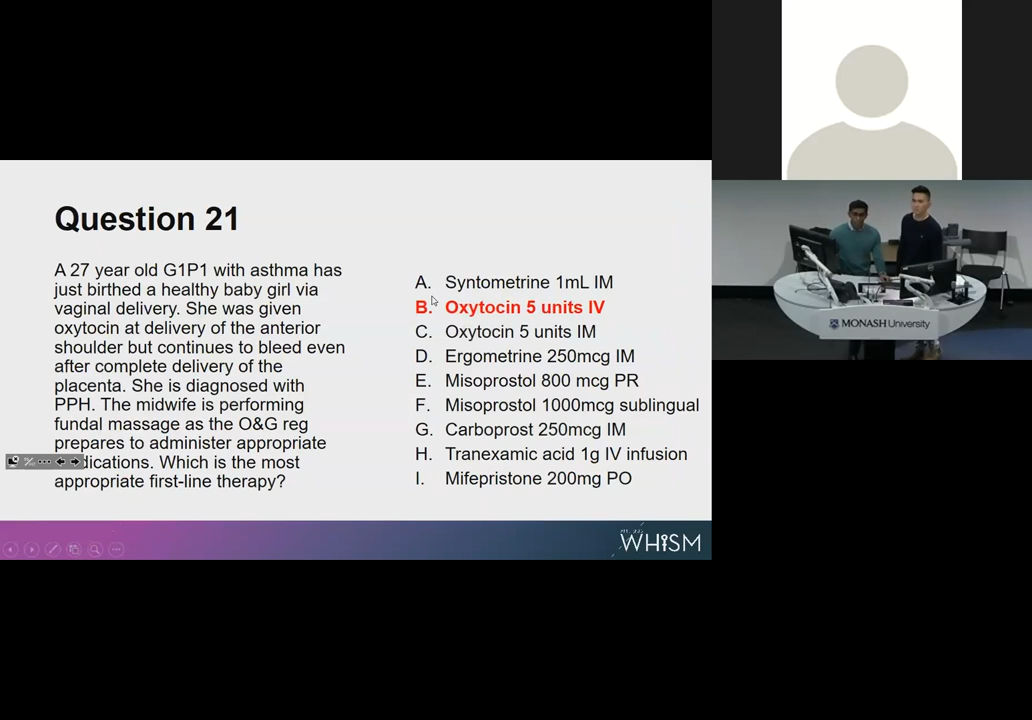 Question 21
A 27 year old G1P1 with asthma has
just birthed a healthy baby girl via
vaginal delivery. She was given
oxytocin at delivery of the anterior
shoulder but continues to bleed even
after complete delivery of the
placenta. She is diagnosed with
PPH. The midwife is performing
fundal massage as the O&G reg
prepares to administer appropriate
dications. Which is the most
appropriate first-line therapy?
A. Syntometrine 1mL IM
B. Oxytocin 5 units IV
C. Oxytocin 5 units IM
D. Ergometrine 250mcg IM
E. Misoprostol 800 mcg PR
F. Misoprostol 1000mcg sublingual
G. Carboprost 250mcg IM
H. Tranexamic acid 1g IV infusion
I. Mifepristone 200mg PO
WHiSM
MONASH University